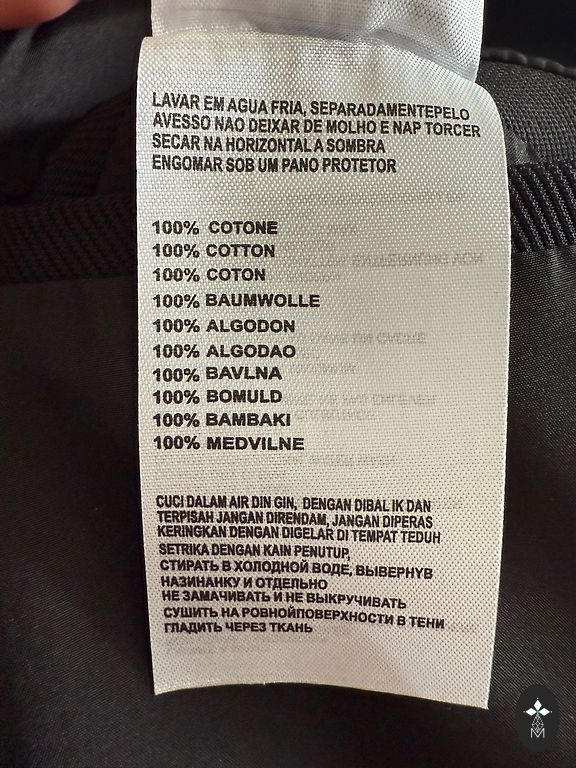 LAVAR EM AGUA FRIA, SEPARADAMENTEPELO
AVESSO NAO DEIXAR DE MOLHO E NAP TORCER
SECAR NA HORIZONTAL A SOMBRA
ENGOMAR SOB UM PANO PROTETOR
100% COTONE
100% COTTON
100% COTON
100% BAUMWOLLE
100% ALGODON
100% ALGODAO
100% BAVLNA
100% BOMULD
100% BAMBAKI
100% MEDVILNE
CUCI DALAM AIR DIN GIN, DENGAN DIBAL IK DAN
TERPISAH JANGAN DIRENDAM, JANGAN DIPERAS
KERINGKAN DENGAN DIGELAR DI TEMPAT TEDUH
SETRIKA DENGAN KAIN PENUTUP,
СТИРАТЬ В ХОЛОДНОЙ ВОДЕ, ВЫВЕРНУВ
НАЗИНАНКУ И ОТДЕЛЬНО
НЕ ЗАМАЧИВАТЬ И НЕ ВЫКРУЧИВАТЬ
СУШИТЬ НА РОВНОЙПОВЕРХНОСТИ В ТЕНИ
ГЛАДИТЬ ЧЕРЕЗ ТКАНЬ
M